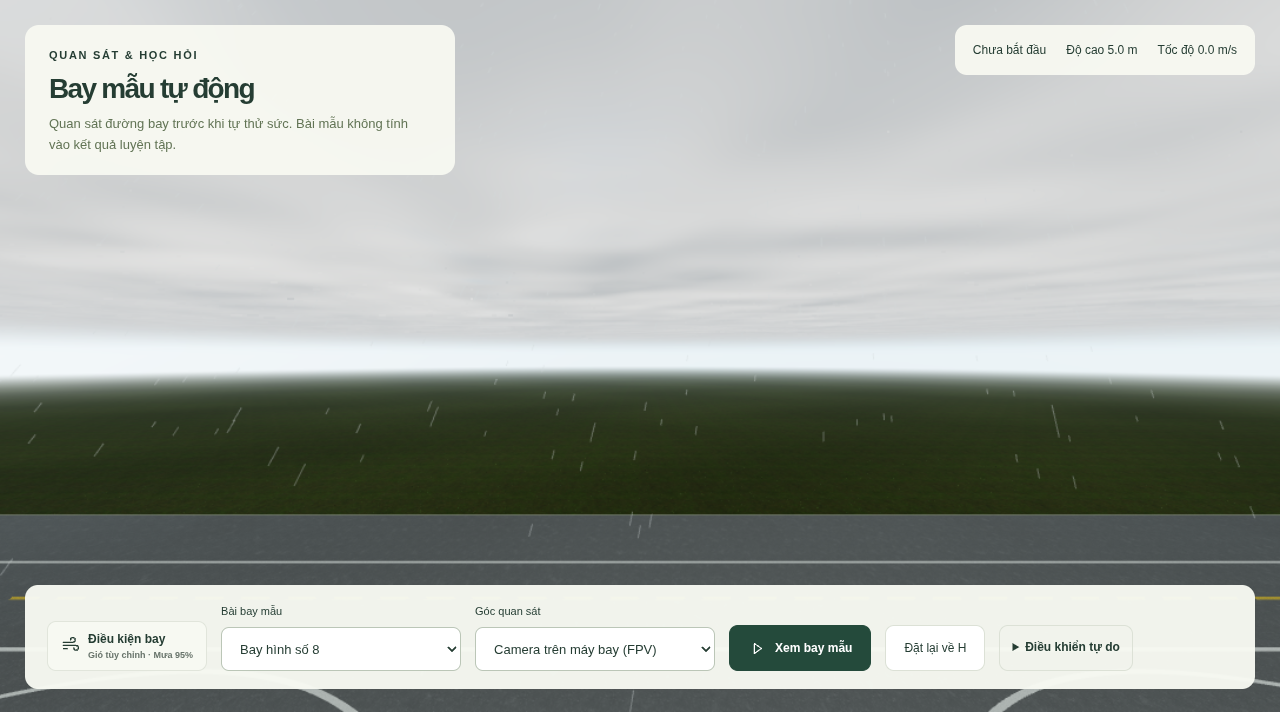 QUAN SÁT & HỌC HỎI
Bay mẫu tự động
Quan sát đường bay trước khi tự thử sức. Bài mẫu không tính
vào kết quả luyện tập.
Chưa bắt đầu Độ cao 5.0 m Tốc độ 0.0 m/s
Bài bay mẫu
Góc quan sát
Điều kiện bay
Gió tùy chỉnh · Mưa 95%
Bay hình số 8
Camera trên máy bay (FPV)
Xem bay mẫu
Đặt lại về H
Điều khiển tự do